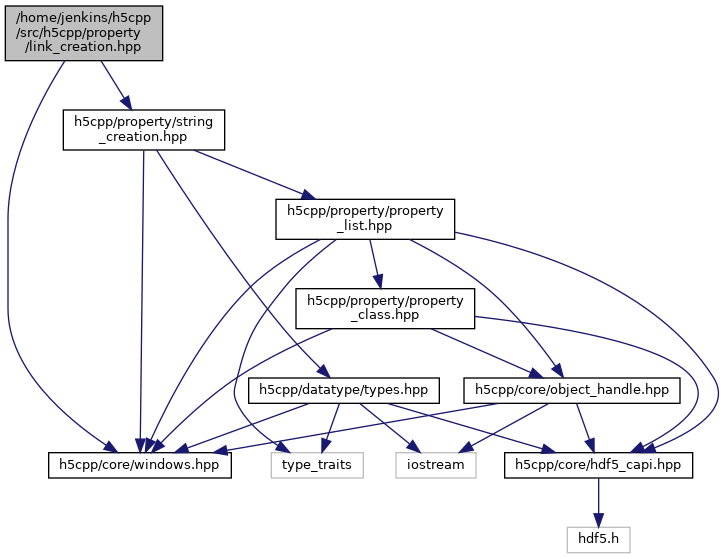 /home/jenkins/h5cpp
/src/h5cpp/property
/link_creation.hpp
h5cpp/property/string
_creation.hpp
h5cpp/property/property
_list.hpp
h5cpp/property/property
_class.hpp
h5cpp/datatype/types.hpp
h5cpp/core/object_handle.hpp
h5cpp/core/windows.hpp
type_traits
iostream
h5cpp/core/hdf5_capi.hpp
hdf5.h